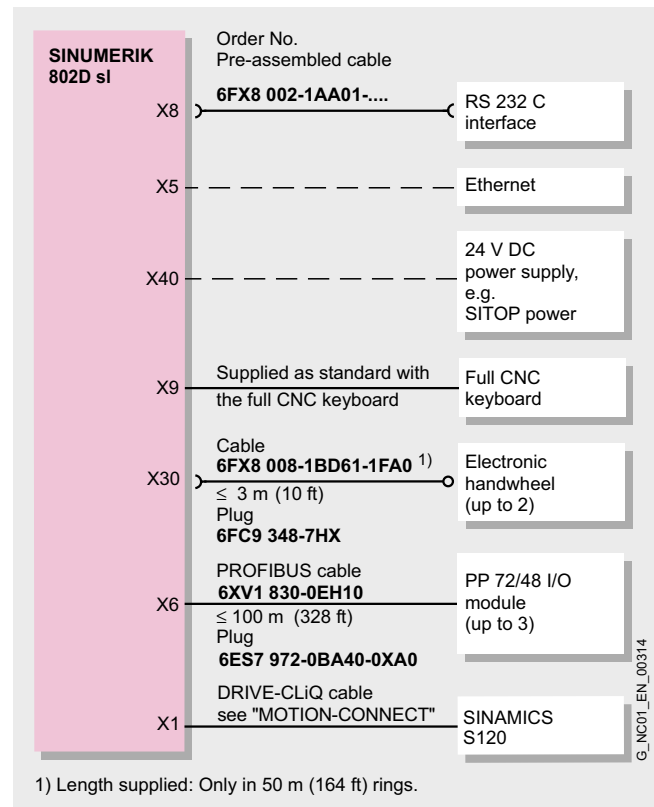 SINUMERIK
802D sl
Order No.
Pre-assembled cable
X8
6FX8 002-1AA01-....
RS 232 C
interface
X5
Ethernet
X40
24 V DC
power supply,
e.g.
SITOP power
X9
Supplied as standard with
the full CNC keyboard
Full CNC
keyboard
X30
Cable
6FX8 008-1BD61-1FA0 1)
≤ 3 m (10 ft)
Plug
6FC9 348-7HX
Electronic
handwheel
(up to 2)
X6
PROFIBUS cable
6XV1 830-0EH10
≤ 100 m (328 ft)
Plug
6ES7 972-0BA40-0XA0
PP 72/48 I/O
module
(up to 3)
X1
DRIVE-CLiQ cable
see "MOTION-CONNECT"
SINAMICS
S120
G_NC01_EN_00314
1) Length supplied: Only in 50 m (164 ft) rings.